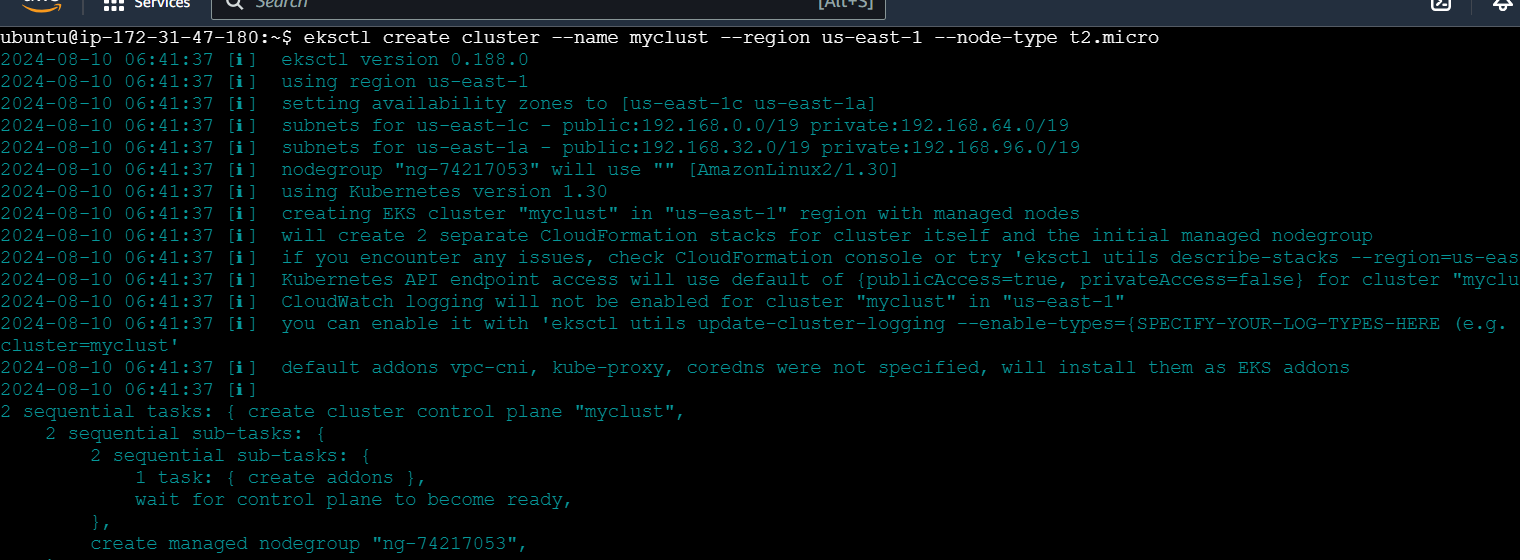 Services
Search
[Alt+S]
ubuntu@ip-172-31-47-180:~$ eksctl create cluster --name myclust --region us-east-1 --node-type t2.micro
2024-08-10 06:41:37 [ℹ]  eksctl version 0.188.0
2024-08-10 06:41:37 [ℹ]  using region us-east-1
2024-08-10 06:41:37 [ℹ]  setting availability zones to [us-east-1c us-east-1a]
2024-08-10 06:41:37 [ℹ]  subnets for us-east-1c - public:192.168.0.0/19 private:192.168.64.0/19
2024-08-10 06:41:37 [ℹ]  subnets for us-east-1a - public:192.168.32.0/19 private:192.168.96.0/19
2024-08-10 06:41:37 [ℹ]  nodegroup "ng-74217053" will use "" [AmazonLinux2/1.30]
2024-08-10 06:41:37 [ℹ]  using Kubernetes version 1.30
2024-08-10 06:41:37 [ℹ]  creating EKS cluster "myclust" in "us-east-1" region with managed nodes
2024-08-10 06:41:37 [ℹ]  will create 2 separate CloudFormation stacks for cluster itself and the initial managed nodegroup
2024-08-10 06:41:37 [ℹ]  if you encounter any issues, check CloudFormation console or try 'eksctl utils describe-stacks --region=us-eas
2024-08-10 06:41:37 [ℹ]  Kubernetes API endpoint access will use default of {publicAccess=true, privateAccess=false} for cluster "myclu
2024-08-10 06:41:37 [ℹ]  CloudWatch logging will not be enabled for cluster "myclust" in "us-east-1"
2024-08-10 06:41:37 [ℹ]  you can enable it with 'eksctl utils update-cluster-logging --enable-types={SPECIFY-YOUR-LOG-TYPES-HERE (e.g.
cluster=myclust'
2024-08-10 06:41:37 [ℹ]  default addons vpc-cni, kube-proxy, coredns were not specified, will install them as EKS addons
2024-08-10 06:41:37 [ℹ]
2 sequential tasks: { create cluster control plane "myclust",
    2 sequential sub-tasks: {
        2 sequential sub-tasks: {
            1 task: { create addons },
            wait for control plane to become ready,
        },
        create managed nodegroup "ng-74217053",